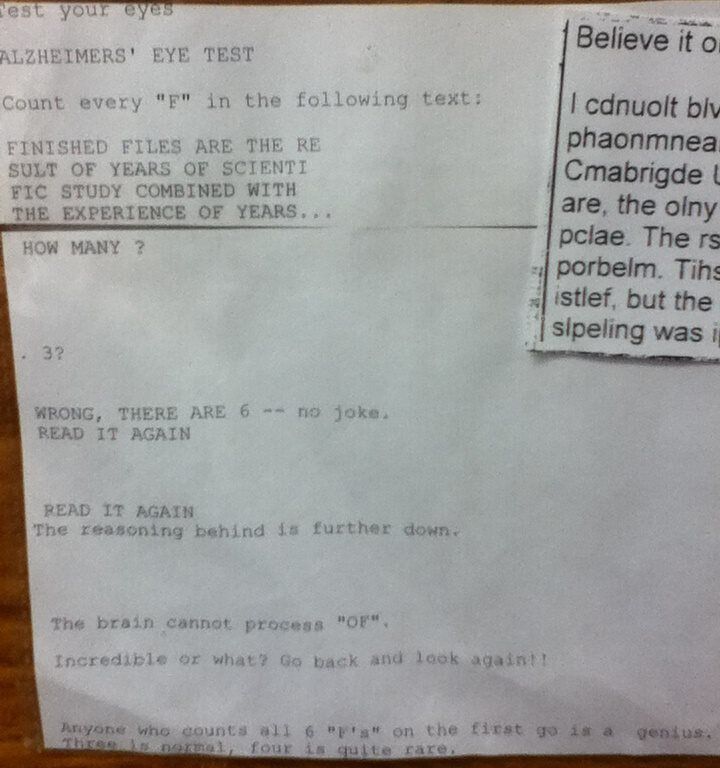 Test your eyes
ALZHEIMERS' EYE TEST
Count every "F" in the following text:
FINISHED FILES ARE THE RE
SULT OF YEARS OF SCIENTI
FIC STUDY COMBINED WITH
THE EXPERIENCE OF YEARS...
HOW MANY ?
. 3?
WRONG, THERE ARE 6 -- no joke.
READ IT AGAIN
READ IT AGAIN
The reasoning behind is further down.
The brain cannot process "OF".
Incredible or what? Go back and look again!!
Anyone who counts all 6 "F's" on the first go is a genius.
Three is normal, four is quite rare.
Believe it o
I cdnuolt blv
phaonmnea
Cmabrigde U
are, the olny
pclae. The rs
porbelm. Tihs
istlef, but the
slpeling was ip